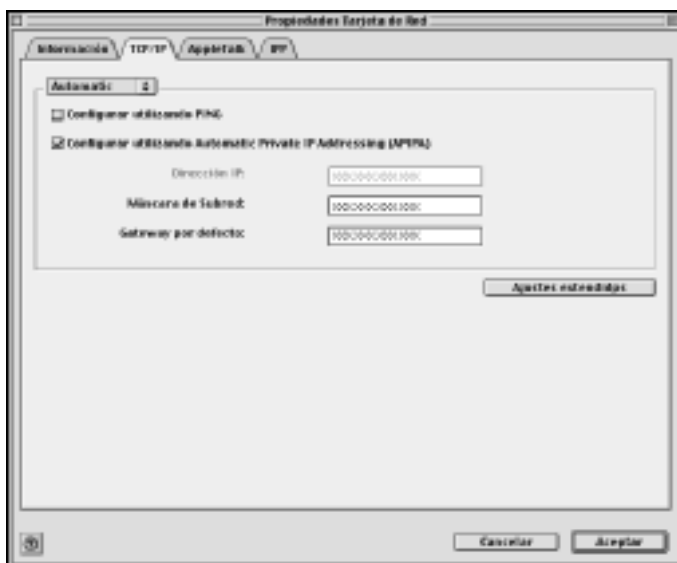 Propiedades Tarjeta de Red
Información
TCP/IP
AppleTalk
IPP
Automatic
Configurar utilizando PING
Configurar utilizando Automatic Private IP Addressing (APIPA)
Dirección IP:
Máscara de Subred:
Gateway por defecto:
Ajustes extendidos
Cancelar
Aceptar